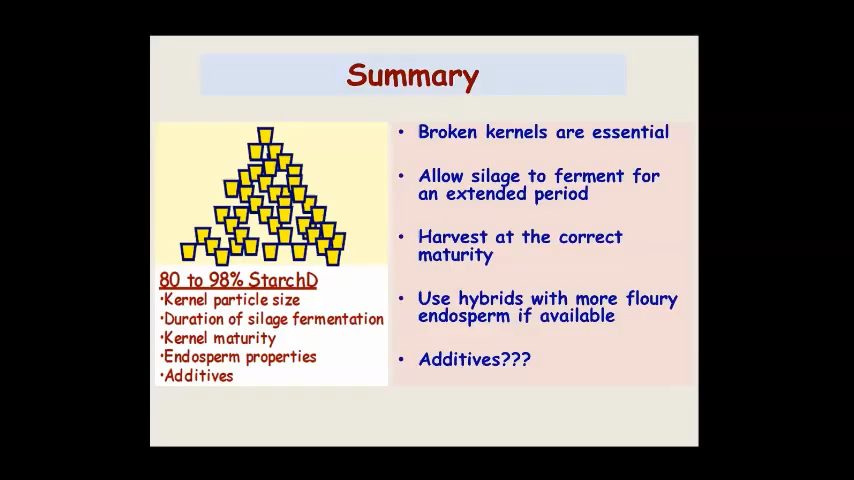 Summary
80 to 98% StarchD
•Kernel particle size
•Duration of silage fermentation
•Kernel maturity
•Endosperm properties
•Additives
• Broken kernels are essential
• Allow silage to ferment for
an extended period
• Harvest at the correct
maturity
• Use hybrids with more floury
endosperm if available
• Additives???